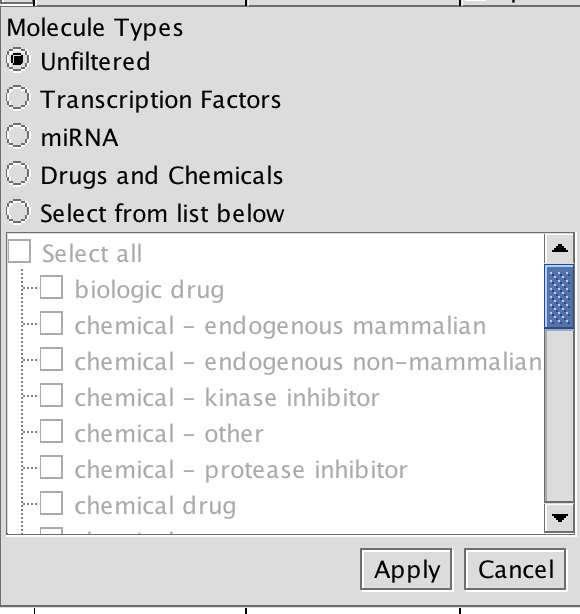 Molecule Types
Unfiltered
Transcription Factors
miRNA
Drugs and Chemicals
Select from list below
Select all
biologic drug
chemical – endogenous mammalian
chemical – endogenous non–mammalian
chemical – kinase inhibitor
chemical – other
chemical – protease inhibitor
chemical drug
Apply Cancel